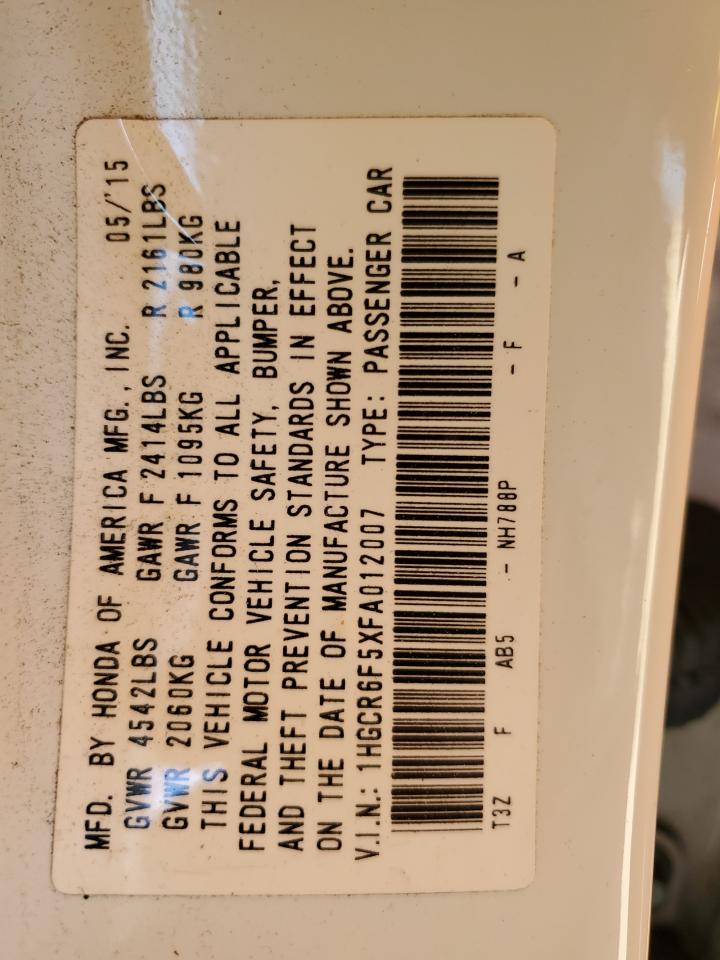 MFD. BY HONDA OF AMERICA MFG., INC. 05/'15
GVWR 4542LBS GAWR F 2414LBS R 2161LBS
GVWR 2060KG GAWR F 1095KG R 980KG
THIS VEHICLE CONFORMS TO ALL APPLICABLE
FEDERAL MOTOR VEHICLE SAFETY, BUMPER,
AND THEFT PREVENTION STANDARDS IN EFFECT
ON THE DATE OF MANUFACTURE SHOWN ABOVE.
V.I.N.: 1HGCR6F5XFA012007 TYPE: PASSENGER CAR
T3Z F AB5 - NH788P - F - A